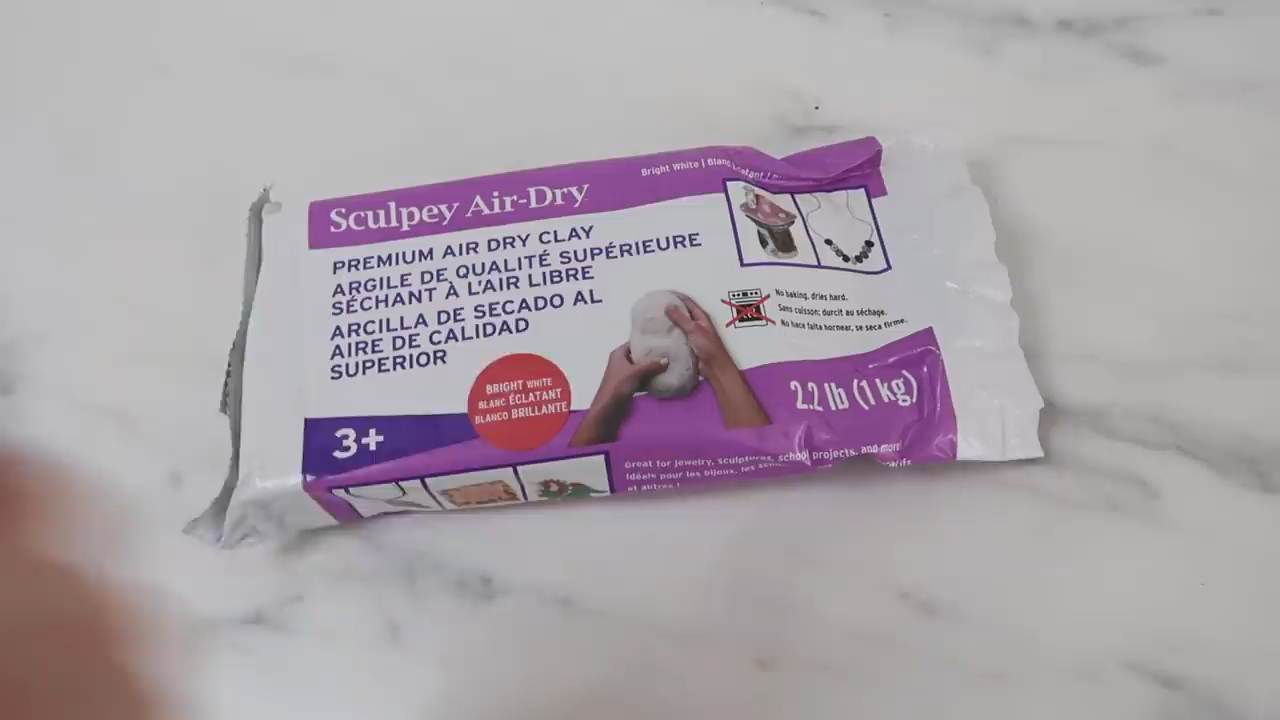 Bright White | Blanc Éclatant /
Sculpey Air-Dry
PREMIUM AIR DRY CLAY
ARGILE DE QUALITÉ SUPÉRIEURE
SÉCHANT À L'AIR LIBRE
ARCILLA DE SECADO AL
AIRE DE CALIDAD
SUPERIOR
No baking, dries hard.
Sans cuisson; durcit au séchage.
No hace falta hornear, se seca firme.
BRIGHT WHITE
BLANC ÉCLATANT
BLANCO BRILLANTE
2.2 lb (1 kg)
3+
Great for jewelry, sculptures, school projects, and more
Idéale pour les bijoux, les
et autres !